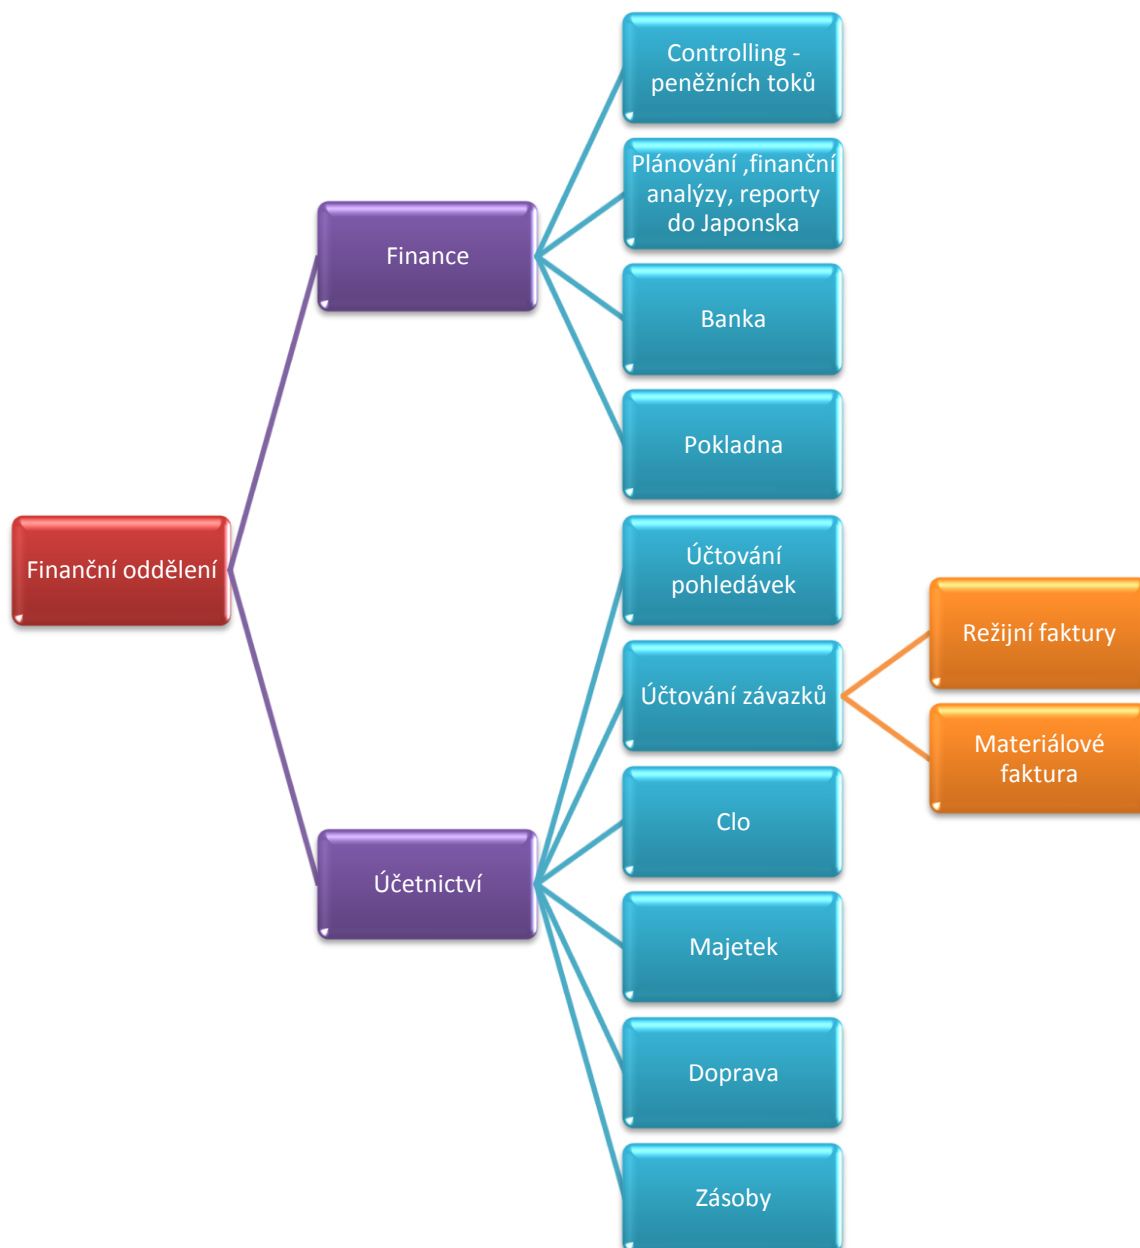 Controlling -
peněžních toků
Plánování ,finanční
analýzy, reporty
do Japonska
Finance
Banka
Pokladna
Finanční oddělení
Účtování
pohledávek
Režijní faktury
Účtování závazků
Materiálové
faktura
Clo
Účetnictví
Majetek
Doprava
Zásoby